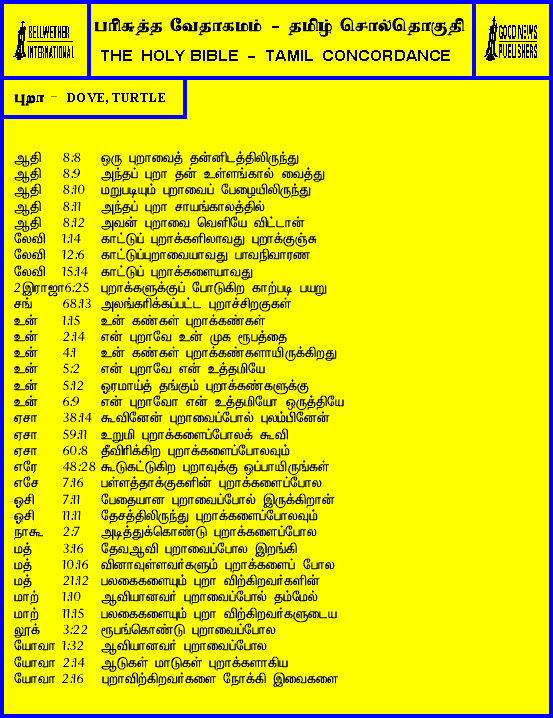 BELLWETHER
INTERNATIONAL
பரிசுத்த வேதாகமம் - தமிழ் சொல்தொகுதி
THE HOLY BIBLE - TAMIL CONCORDANCE
GOOD NEWS
PUBLISHERS
புறா - DOVE, TURTLE
ஆதி 8:8 ஒரு புறாவைத் தன்னிடத்திலிருந்து
ஆதி 8:9 அந்தப் புறா தன் உள்ளங்கால் வைத்து
ஆதி 8:10 மறுபடியும் புறாவைப் பேழையிலிருந்து
ஆதி 8:11 அந்தப் புறா சாயங்காலத்தில்
ஆதி 8:12 அவன் புறாவை வெளியே விட்டான்
லேவி 1:14 காட்டுப் புறாக்களிலாவது புறாக்குஞ்சு
லேவி 12:6 காட்டுப்புறாவையாவது பாவநிவாரண
லேவி 15:14 காட்டுப் புறாக்களையாவது
2இராஜா6:25 புறாக்களுக்குப் போடுகிற காற்படி பயறு
சங் 68:13 அலங்கரிக்கப்பட்ட புறாச்சிறகுகள்
உன் 1:15 உன் கண்கள் புறாக்கண்கள்
உன் 2:14 என் புறாவே உன் முக ரூபத்தை
உன் 4:1 உன் கண்கள் புறாக்கண்களாயிருக்கிறது
உன் 5:2 என் புறாவே என் உத்தமியே
உன் 5:12 ஓரமாய்த் தங்கும் புறாக்கண்களுக்கு
உன் 6:9 என் புறாவோ என் உத்தமியோ ஒருத்தியே
ஏசா 38:14 கூவினேன் புறாவைப்போல் புலம்பினேன்
ஏசா 59:11 உறுமி புறாக்களைப்போலக் கூவி
ஏசா 60:8 தீவிரிக்கிற புறாக்களைப்போலவும்
எரே 48:28 கூடுகட்டுகிற புறாவுக்கு ஒப்பாயிருங்கள்
எசே 7:16 பள்ளத்தாக்குகளின் புறாக்களைப்போல
ஓசி 7:11 பேதையான புறாவைப்போல் இருக்கிறான்
ஓசி 11:11 தேசத்திலிருந்து புறாக்களைப்போலவும்
நாகூ 2:7 அடித்துக்கொண்டு புறாக்களைப்போல
மத் 3:16 தேவஆவி புறாவைப்போல இறங்கி
மத் 10:16 வினாவுள்ளவர்களும் புறாக்களைப் போல
மத் 21:12 பலகைகளையும் புறா விற்கிறவர்களின்
மாற் 1:10 ஆவியானவர் புறாவைப்போல் தம்மேல்
மாற் 11:15 பலகைகளையும் புறா விற்கிறவர்களுடைய
லூக் 3:22 ரூபங்கொண்டு புறாவைப்போல
யோவா 1:32 ஆவியானவர் புறாவைப்போல
யோவா 2:14 ஆடுகள் மாடுகள் புறாக்களாகிய
யோவா 2:16 புறாவிற்கிறவர்களை நோக்கி இவைகளை